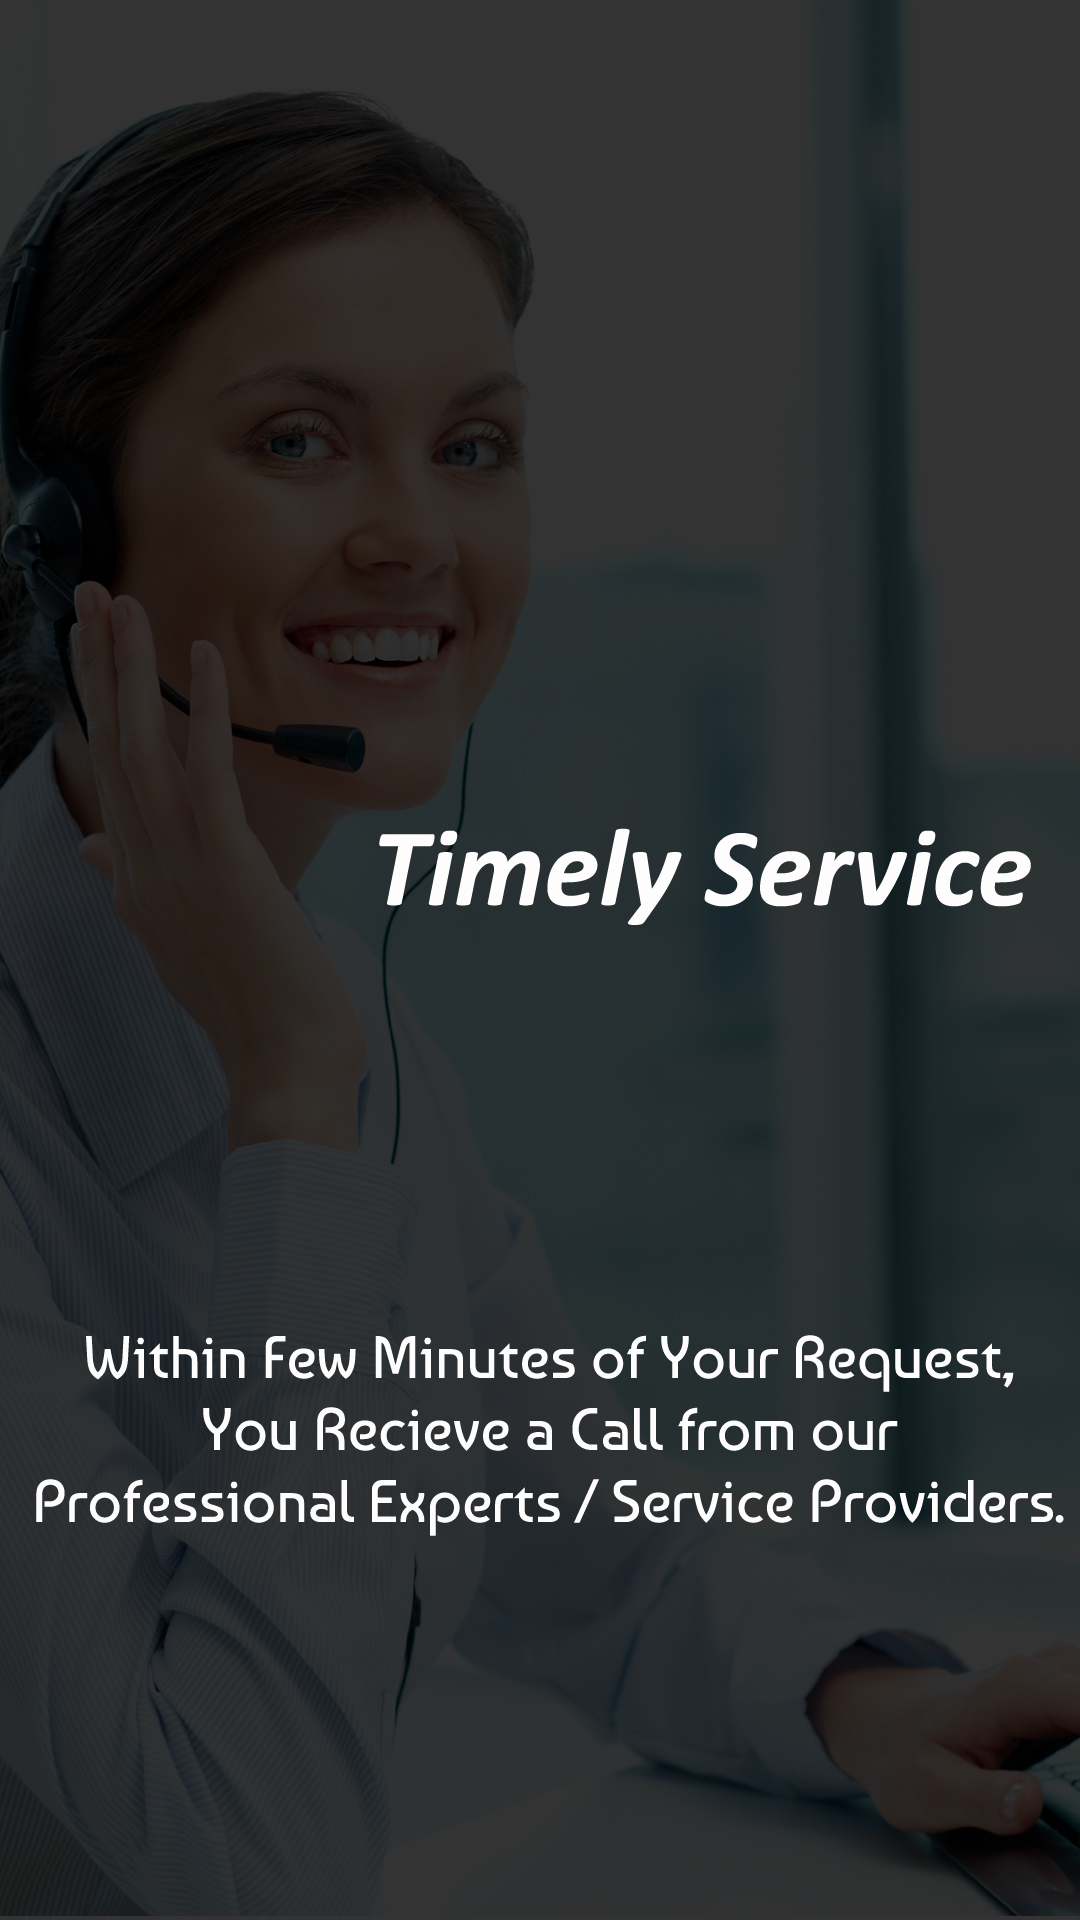 Timely Service
Within Few Minutes of Your Request,
You Recieve a Call from our
Professional Experts / Service Providers.